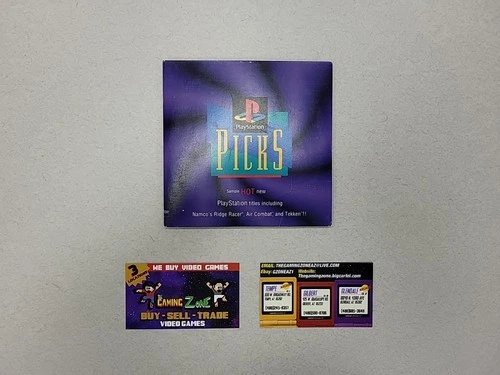 PlayStation
PICKS
Sample HOT new
PlayStation titles including
Namco's Ridge Racer, Air Combat, and Tekken
3
WE BUY VIDEO GAMES
GAMING ZONE
BUY - SELL - TRADE
VIDEO GAMES
EMAIL: THEGAMINGZONEAZ@LIVE.COM
Ebay: GZONEAZ1 Website:
Thegamingzone.bigcartel.com
TEMPE
GILBERT
GLENDALE